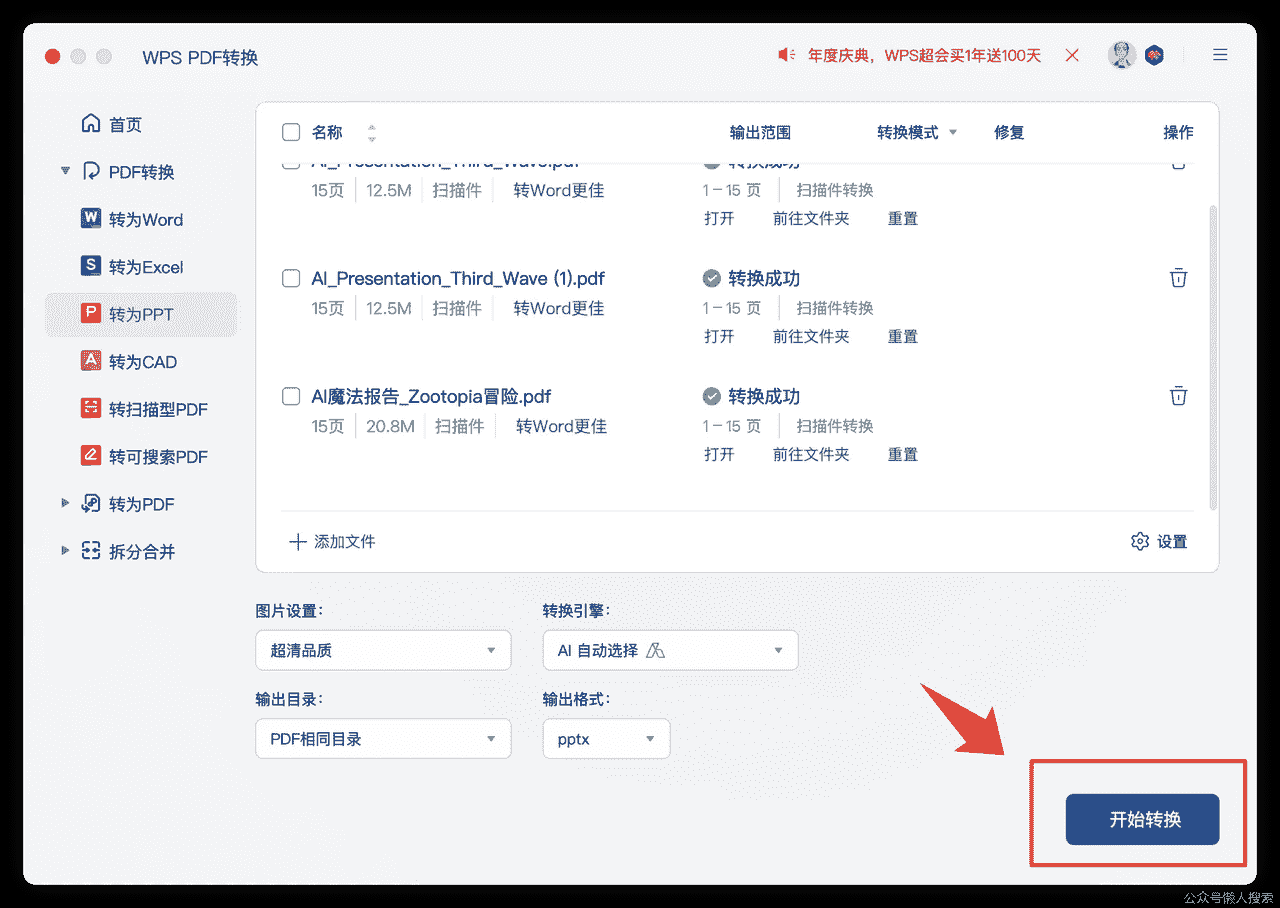 WPS PDF转换
年度庆典，WPS超会买1年送100天
首页
PDF转换
转为Word
转为Excel
转为PPT
转为CAD
转扫描型PDF
转可搜索PDF
转为PDF
拆分合并
名称 输出范围 转换模式 修复 操作
AI_Presentation_Third_Wave.pdf 转换成功
15页 12.5M 扫描件 转Word更佳 1-15 页 扫描件转换
打开 前往文件夹 重置
AI_Presentation_Third_Wave (1).pdf 转换成功
15页 12.5M 扫描件 转Word更佳 1-15 页 扫描件转换
打开 前往文件夹 重置
AI魔法报告_Zootopia冒险.pdf 转换成功
15页 20.8M 扫描件 转Word更佳 1-15 页 扫描件转换
打开 前往文件夹 重置
添加文件 设置
图片设置： 转换引擎：
超清品质 AI 自动选择
输出目录： 输出格式：
PDF相同目录 pptx
开始转换
公众号懒人搜索